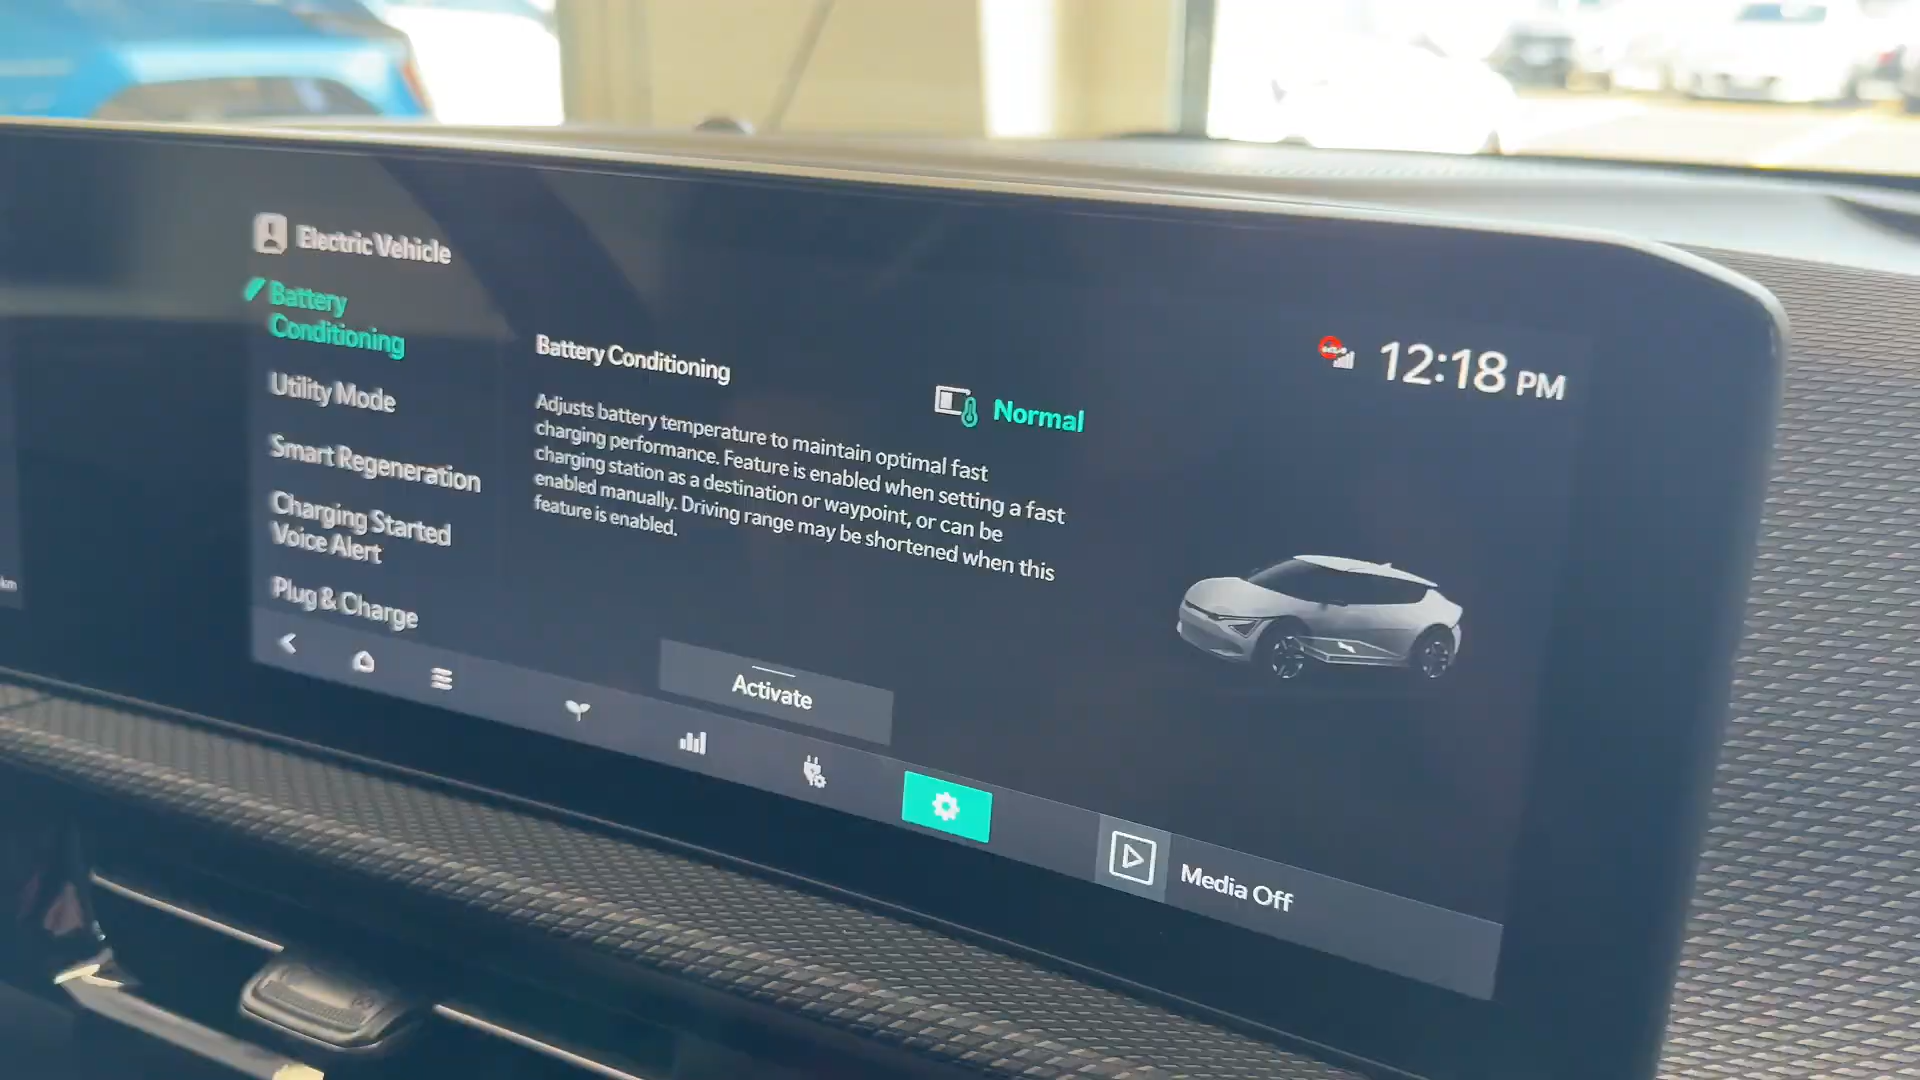 Electric Vehicle
Battery
Conditioning
Utility Mode
Smart Regeneration
Charging Started
Voice Alert
Plug & Charge
Battery Conditioning
Normal
Adjusts battery temperature to maintain optimal fast
charging performance. Feature is enabled when setting a fast
charging station as a destination or waypoint, or can be
enabled manually. Driving range may be shortened when this
feature is enabled.
Activate
12:18 PM
Media Off
km